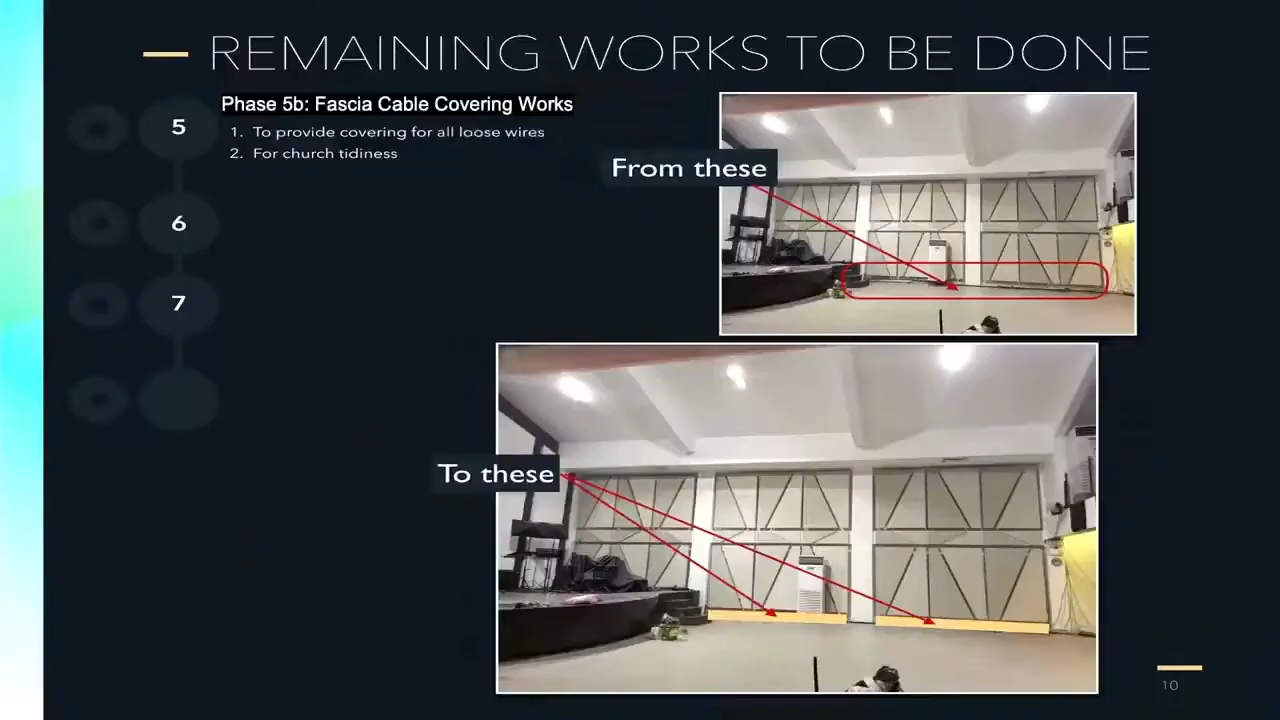 REMAINING WORKS TO BE DONE
Phase 5b: Fascia Cable Covering Works
1. To provide covering for all loose wires
2. For church tidiness
5
6
7
From these
To these
10